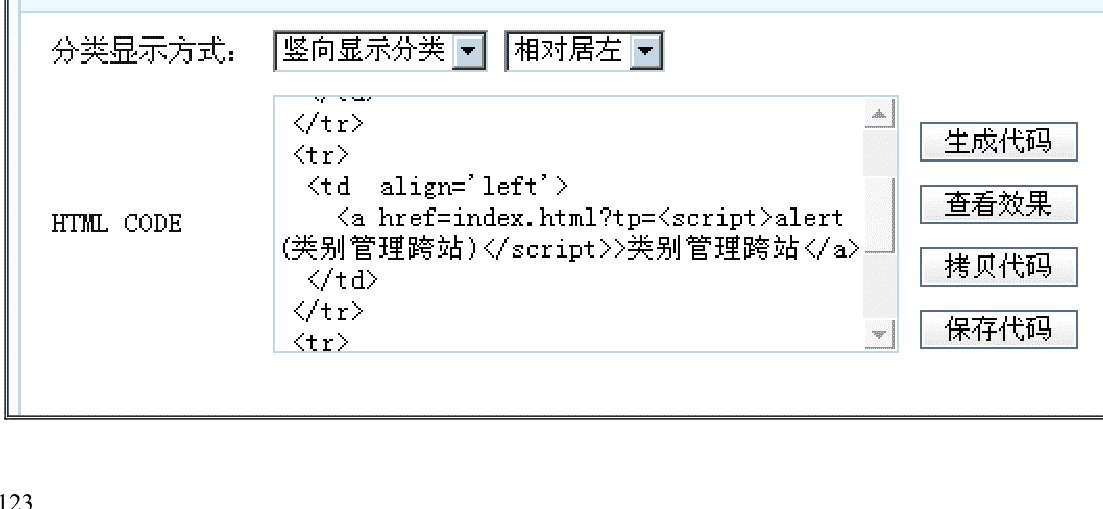 分类显示方式： 竖向显示分类 相对居左
</td>
</tr>
<tr>
<td  align='left'>
<a href=index.html?tp=<script>alert
(类别管理跨站)</script>>类别管理跨站</a>
</td>
</tr>
<tr>
HTML CODE
生成代码
查看效果
拷贝代码
保存代码
123